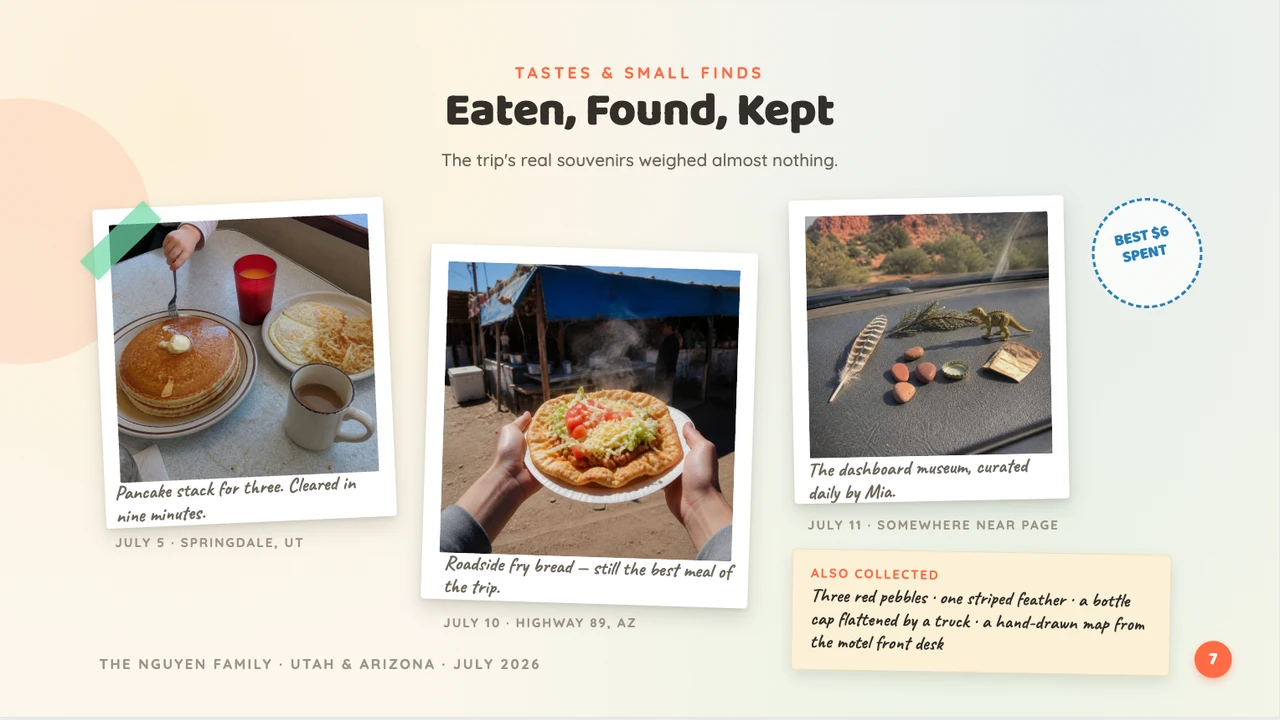 TASTES & SMALL FINDS
Eaten, Found, Kept
The trip's real souvenirs weighed almost nothing.
Pancake stack for three. Cleared in
nine minutes.
JULY 5 · SPRINGDALE, UT
Roadside fry bread — still the best meal of
the trip.
JULY 10 · HIGHWAY 89, AZ
The dashboard museum, curated
daily by Mia.
JULY 11 · SOMEWHERE NEAR PAGE
BEST $6
SPENT
ALSO COLLECTED
Three red pebbles · one striped feather · a bottle
cap flattened by a truck · a hand-drawn map from
the motel front desk
THE NGUYEN FAMILY · UTAH & ARIZONA · JULY 2026
7